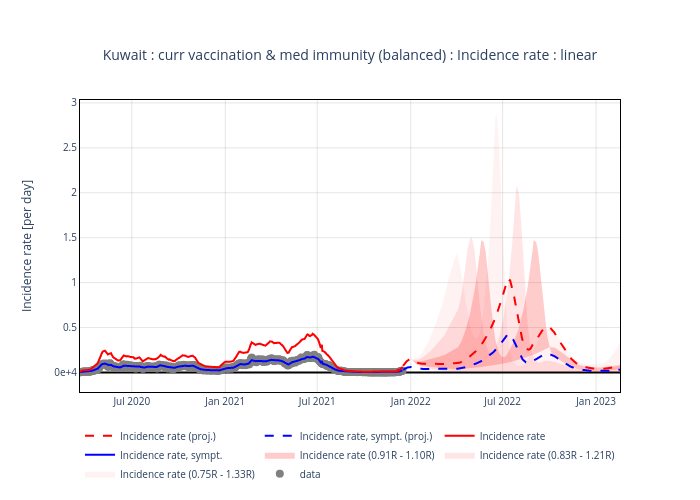 Kuwait : curr vaccination & med immunity (balanced) : Incidence rate : linear
Incidence rate [per day]
3
2.5
2
1.5
1
0.5
0e+4
Jul 2020
Jan 2021
Jul 2021
Jan 2022
Jul 2022
Jan 2023
Incidence rate (proj.)
Incidence rate, sympt. (proj.)
Incidence rate
Incidence rate, sympt.
Incidence rate (0.91R - 1.10R)
Incidence rate (0.83R - 1.21R)
Incidence rate (0.75R - 1.33R)
data